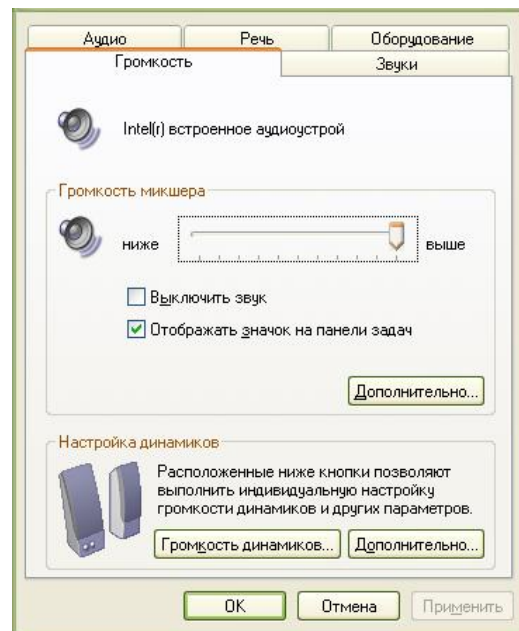 Аудио
Речь
Оборудование
Громкость
Звуки
Intel(r) встроенное аудиоустрой
Громкость микшера
ниже
выше
Выключить звук
Отображать значок на панели задач
Дополнительно...
Настройка динамиков
Расположенные ниже кнопки позволяют
выполнить индивидуальную настройку
громкости динамиков и других параметров.
Громкость динамиков...
Дополнительно...
OK
Отмена
Применить